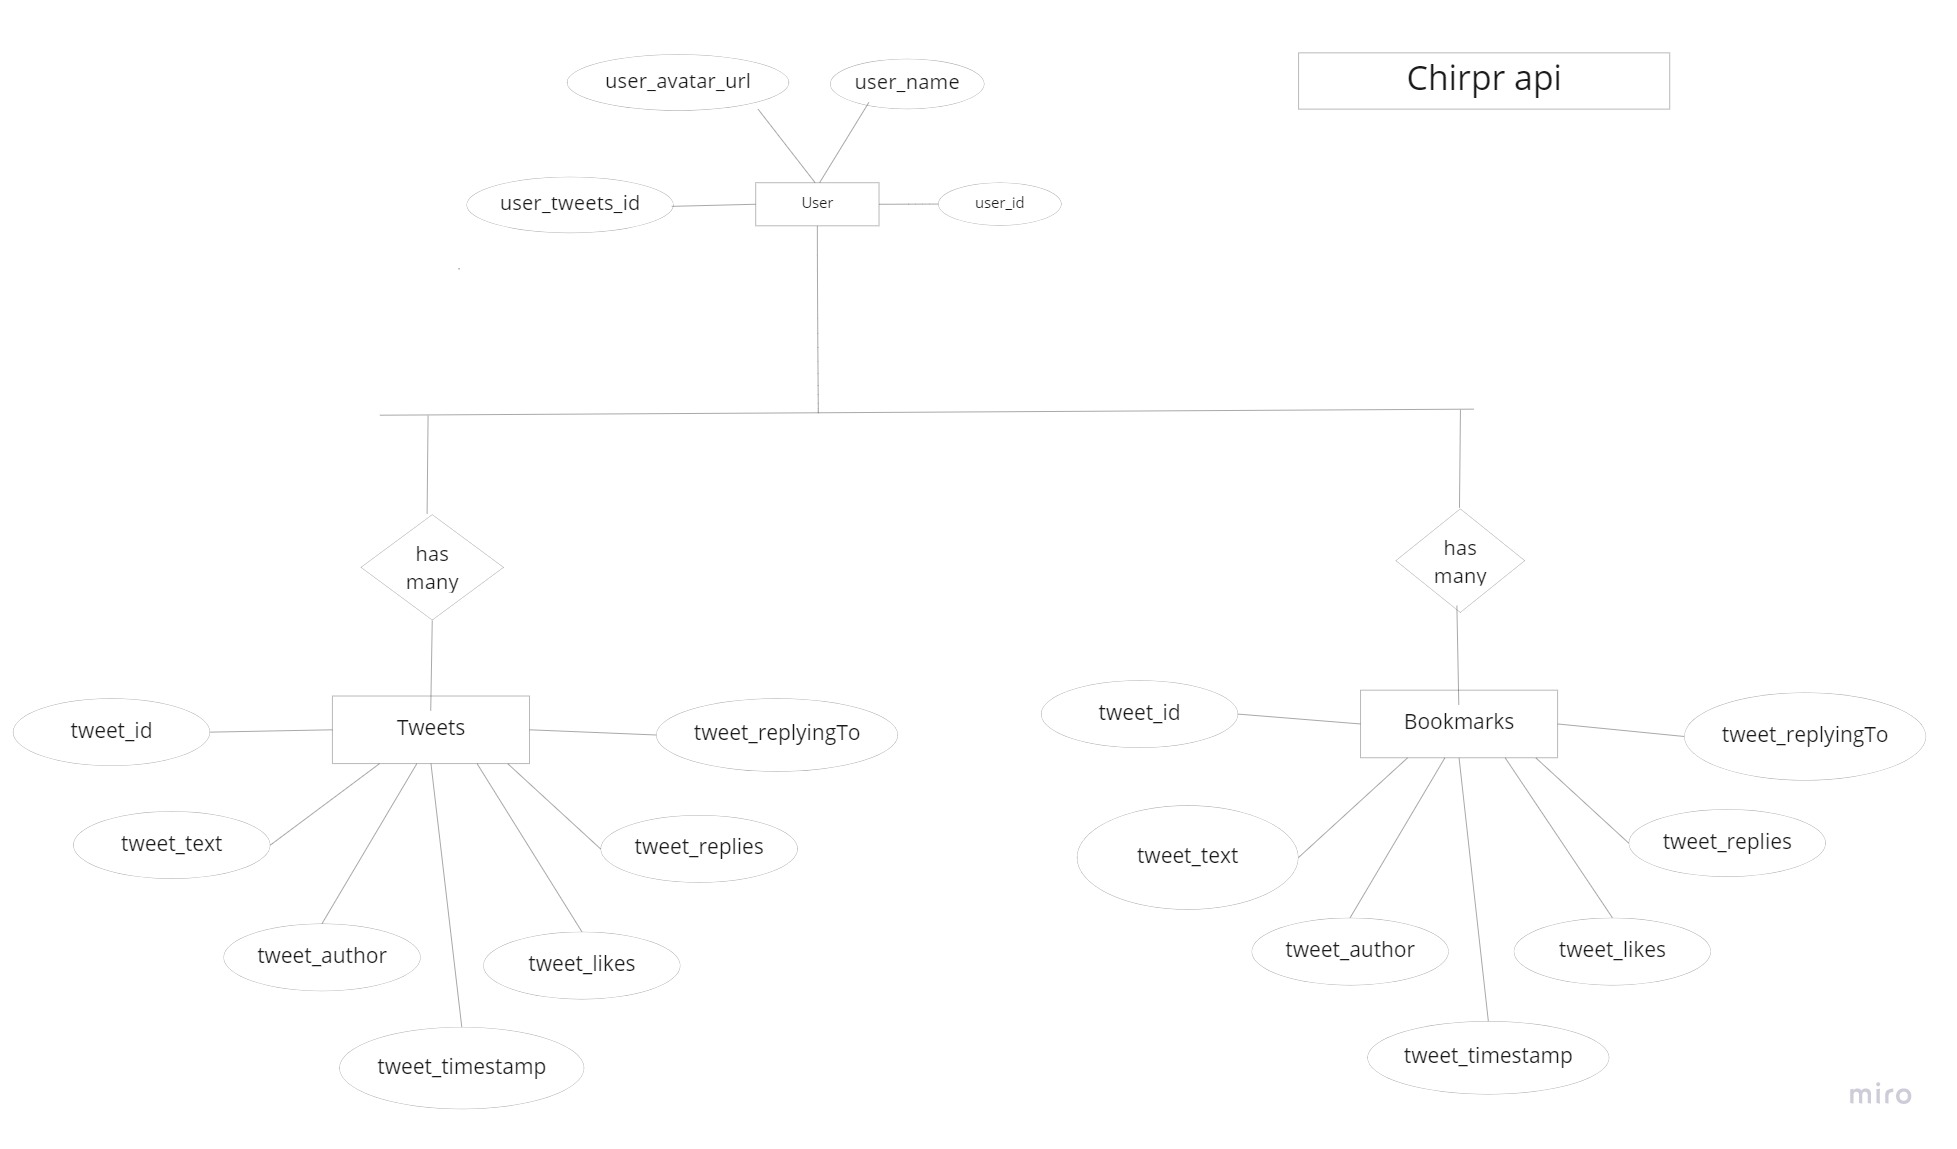 Chirpr api
user_avatar_url
user_name
user_tweets_id
User
user_id
has
many
has
many
tweet_id
Tweets
tweet_replyingTo
tweet_text
tweet_replies
tweet_author
tweet_likes
tweet_timestamp
tweet_id
Bookmarks
tweet_replyingTo
tweet_text
tweet_replies
tweet_author
tweet_likes
tweet_timestamp
miro